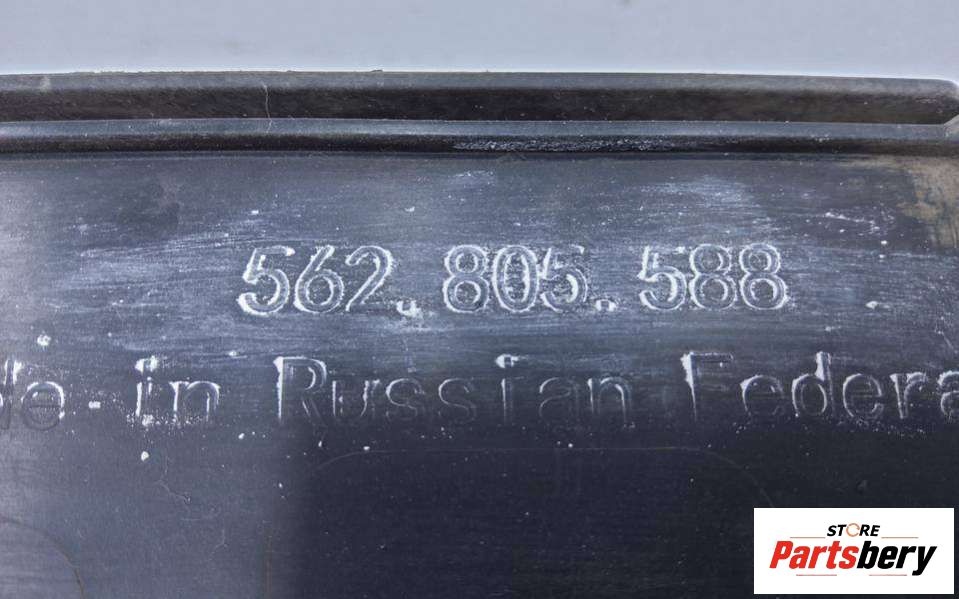 562.805.588
de-in Russian Federa
STORE
Partsbery